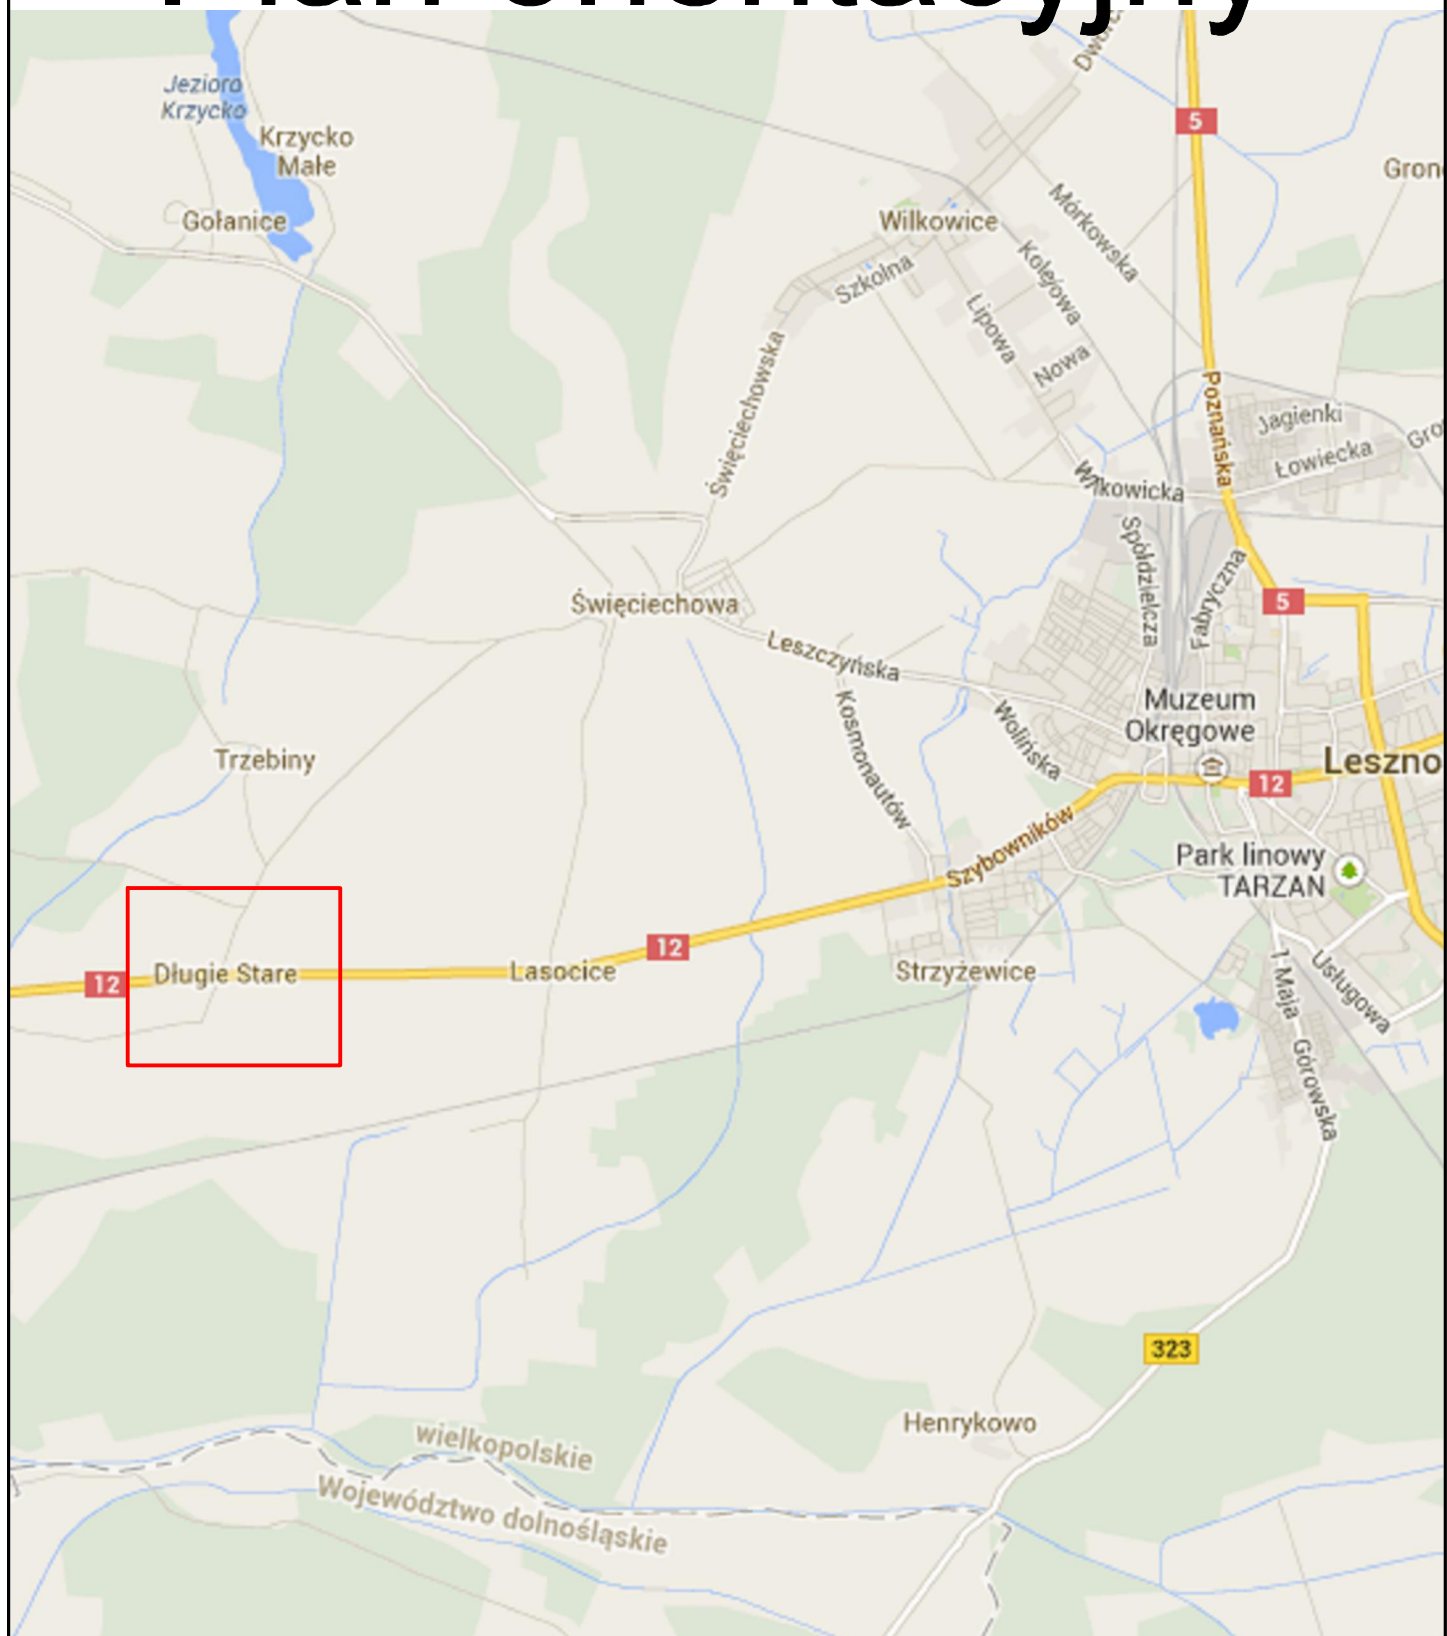 Plan orientacyjny
Jezioro
Krzycko
Krzycko
Małe
Gołanice
5
Wilkowice
Mórkowska
Kolejowa
Szkolna
Lipowa
Nowa
Święciechowska
Poznańska
Jagienki
Łowiecka
Wilkowicka
Spółdzielcza
Fabryczna
5
Święciechowa
Leszczyńska
Kosmonautów
Wolińska
Muzeum
Okręgowe
Trzebiny
Leszno
12
Szybowników
Park linowy
TARZAN
12
Długie Stare
12
Lasocice
Strzyżewice
1 Maja
Usługowa
Górowska
323
Henrykowo
wielkopolskie
Województwo dolnośląskie